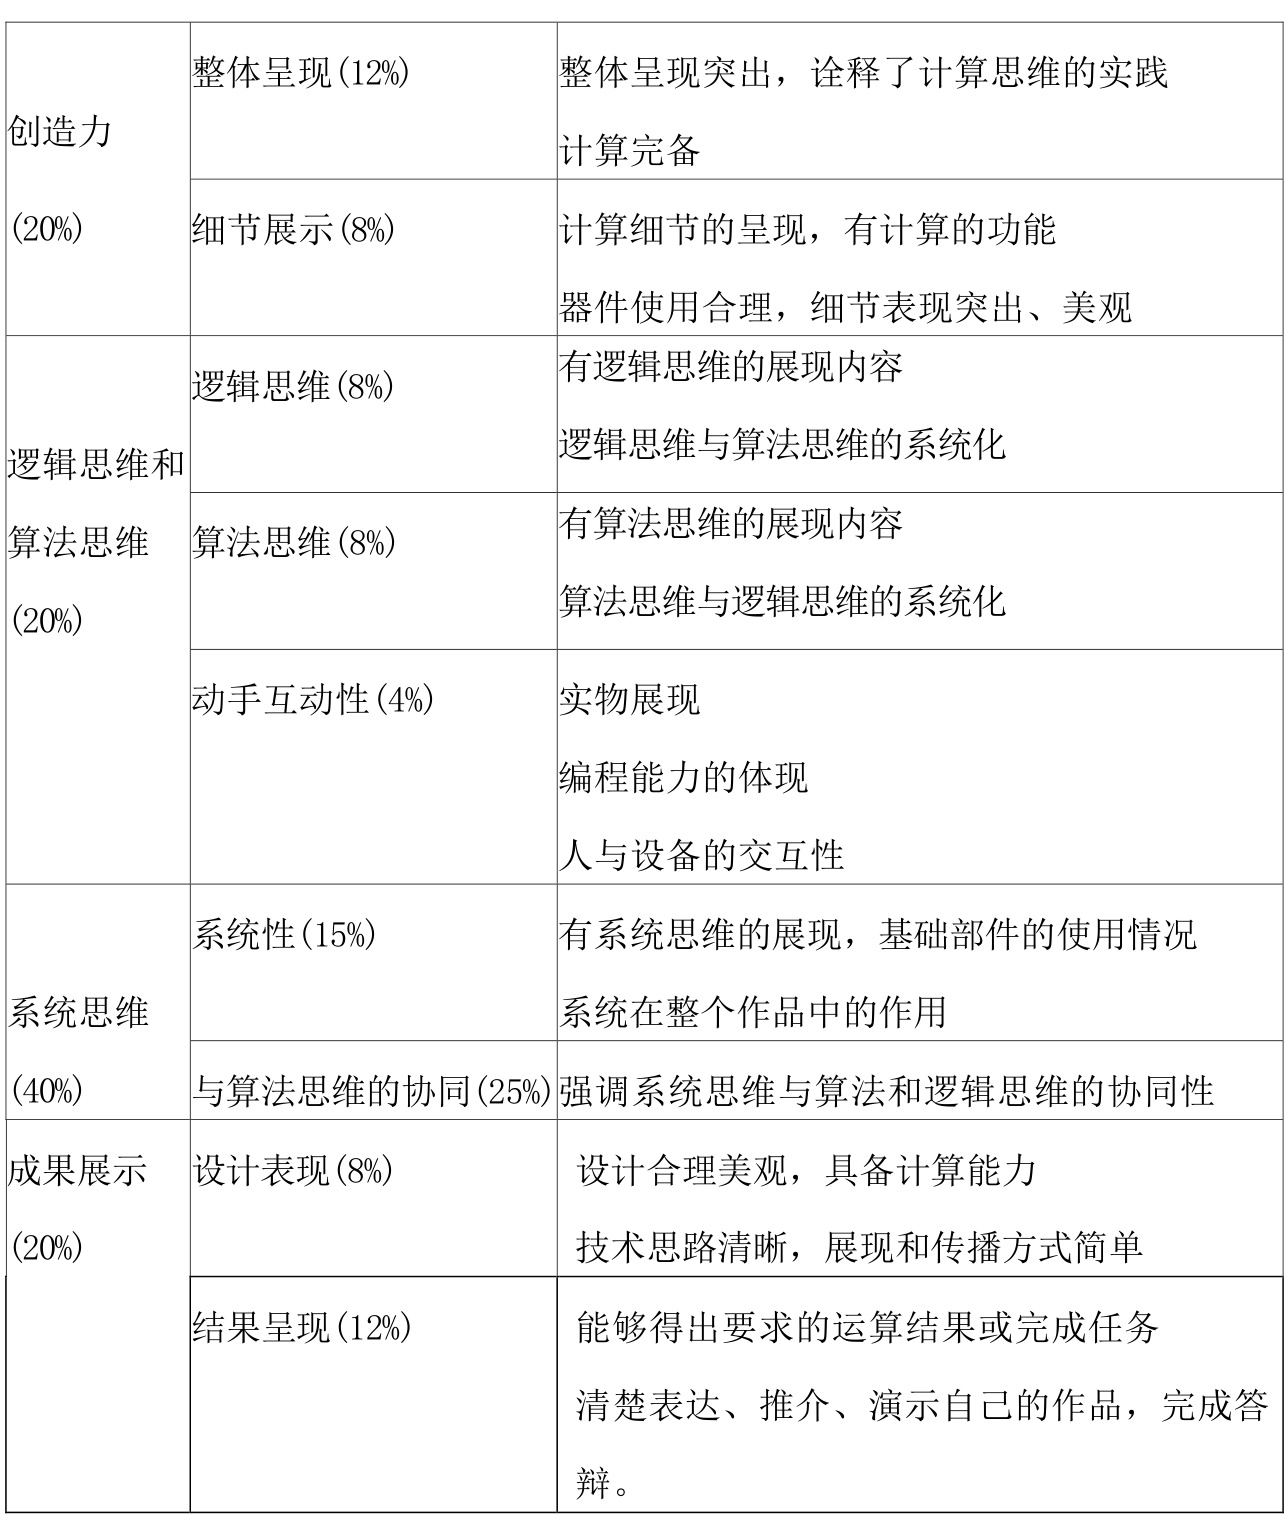 创造力
(20%)
整体呈现(12%)
整体呈现突出，诠释了计算思维的实践
计算完备
细节展示(8%)
计算细节的呈现，有计算的功能
器件使用合理，细节表现突出、美观
逻辑思维和
算法思维
(20%)
逻辑思维(8%)
有逻辑思维的展现内容
逻辑思维与算法思维的系统化
算法思维(8%)
有算法思维的展现内容
算法思维与逻辑思维的系统化
动手互动性(4%)
实物展现
编程能力的体现
人与设备的交互性
系统思维
(40%)
系统性(15%)
有系统思维的展现，基础部件的使用情况
系统在整个作品中的作用
与算法思维的协同(25%)
强调系统思维与算法和逻辑思维的协同性
成果展示
(20%)
设计表现(8%)
设计合理美观，具备计算能力
技术思路清晰，展现和传播方式简单
结果呈现(12%)
能够得出要求的运算结果或完成任务
清楚表达、推介、演示自己的作品，完成答
辩。